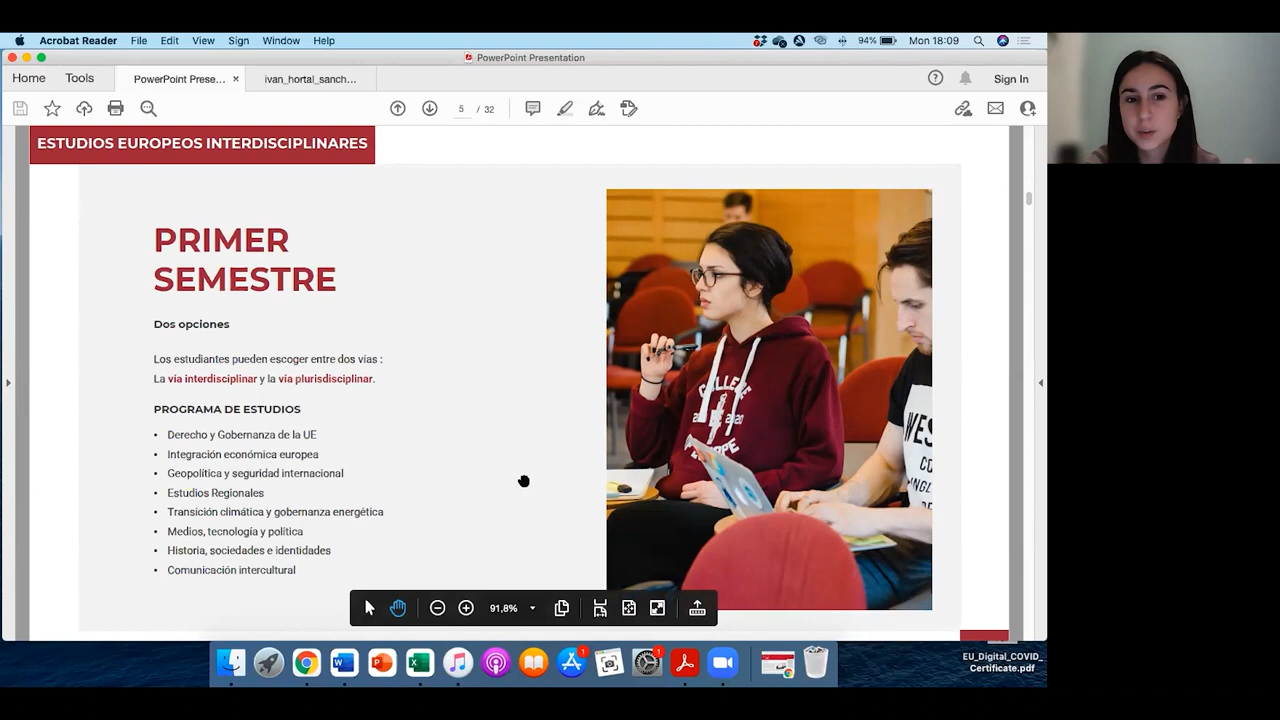 Acrobat Reader File Edit View Sign Window Help 94% Mon 18:09
PowerPoint Presentation
Home Tools PowerPoint Prese... × ivan_hortal_sanch... Sign In
5 / 32
ESTUDIOS EUROPEOS INTERDISCIPLINARES
PRIMER
SEMESTRE
Dos opciones
Los estudiantes pueden escoger entre dos vías :
La vía interdisciplinar y la vía plurisdisciplinar.
PROGRAMA DE ESTUDIOS
• Derecho y Gobernanza de la UE
• Integración económica europea
• Geopolítica y seguridad internacional
• Estudios Regionales
• Transición climática y gobernanza energética
• Medios, tecnología y política
• Historia, sociedades e identidades
• Comunicación intercultural
91,8%
EU_Digital_COVID_
Certificate.pdf